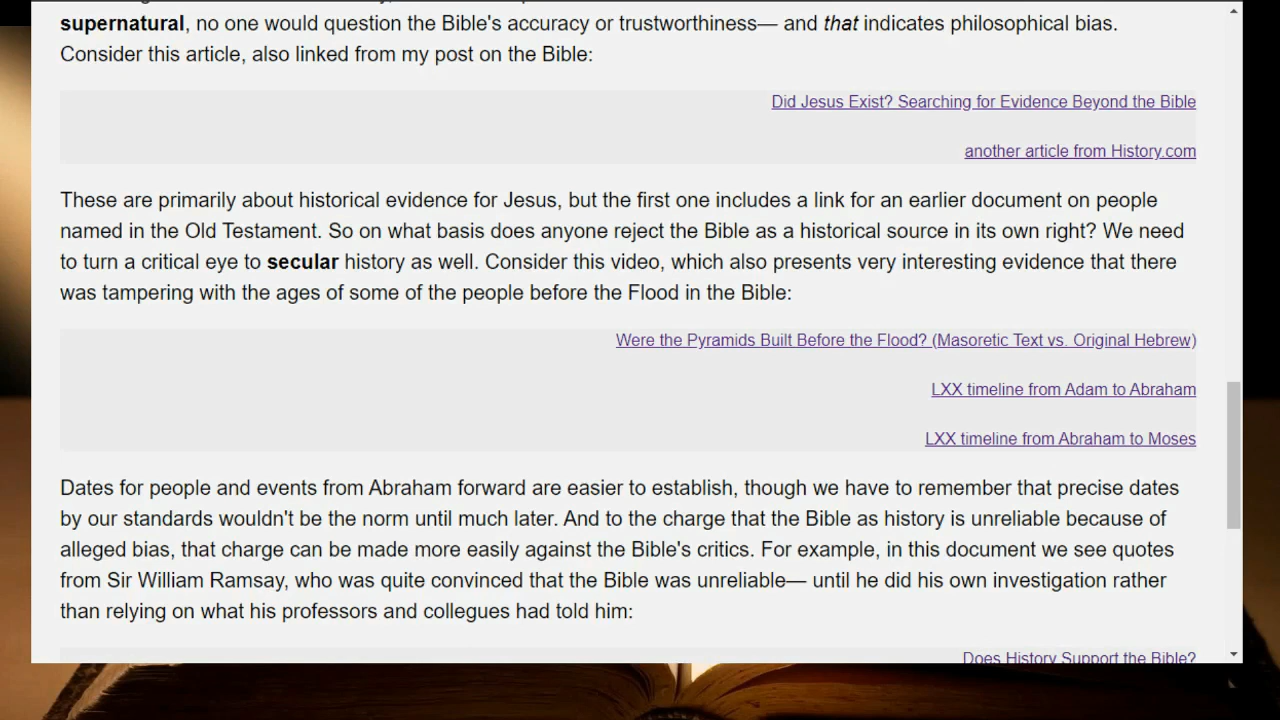 supernatural, no one would question the Bible's accuracy or trustworthiness— and that indicates philosophical bias.
Consider this article, also linked from my post on the Bible:
Did Jesus Exist? Searching for Evidence Beyond the Bible
another article from History.com
These are primarily about historical evidence for Jesus, but the first one includes a link for an earlier document on people
named in the Old Testament. So on what basis does anyone reject the Bible as a historical source in its own right? We need
to turn a critical eye to secular history as well. Consider this video, which also presents very interesting evidence that there
was tampering with the ages of some of the people before the Flood in the Bible:
Were the Pyramids Built Before the Flood? (Masoretic Text vs. Original Hebrew)
LXX timeline from Adam to Abraham
LXX timeline from Abraham to Moses
Dates for people and events from Abraham forward are easier to establish, though we have to remember that precise dates
by our standards wouldn't be the norm until much later. And to the charge that the Bible as history is unreliable because of
alleged bias, that charge can be made more easily against the Bible's critics. For example, in this document we see quotes
from Sir William Ramsay, who was quite convinced that the Bible was unreliable— until he did his own investigation rather
than relying on what his professors and collegues had told him:
Does History Support the Bible?